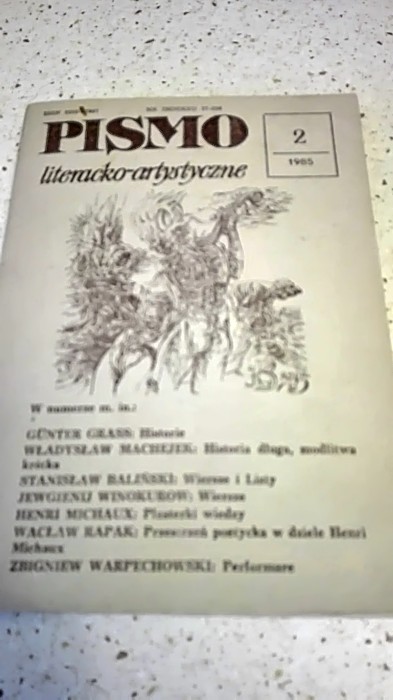 PISMO
literacko-artystyczne
2
1985
W numerze m. in.:
GÜNTER GRASS: Historie
WŁADYSŁAW MACHEJEK: Historia długa, modlitwa
krótka
STANISŁAW BALIŃSKI: Wiersze i Listy
JEWGIENIJ WINOKUROW: Wiersze
HENRI MICHAUX: wiedzy
WACŁAW RAPAK: Przestrzeń poetycka w dziele Henri
Michaux
ZBIGNIEW WARPECHOWSKI: Performare